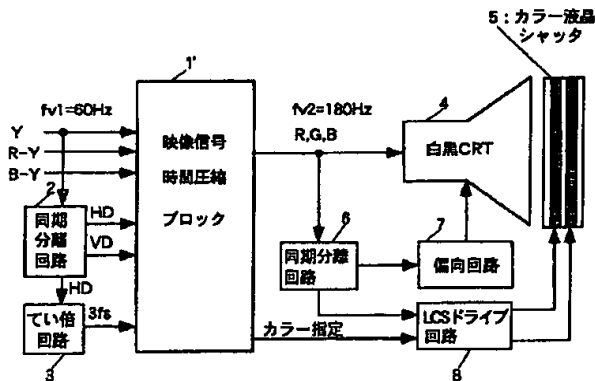 5：カラー液晶
シャッタ
1'
fv1=60Hz
Y
R-Y
B-Y
映像信号
時間圧縮
ブロック
fv2=180Hz
R,G,B
4
白黒CRT
2
同期
分離
回路
HD
VD
HD
てい倍
回路
3fs
3
6
同期分離
回路
7
偏向回路
カラー指定
LCSドライブ
回路
8